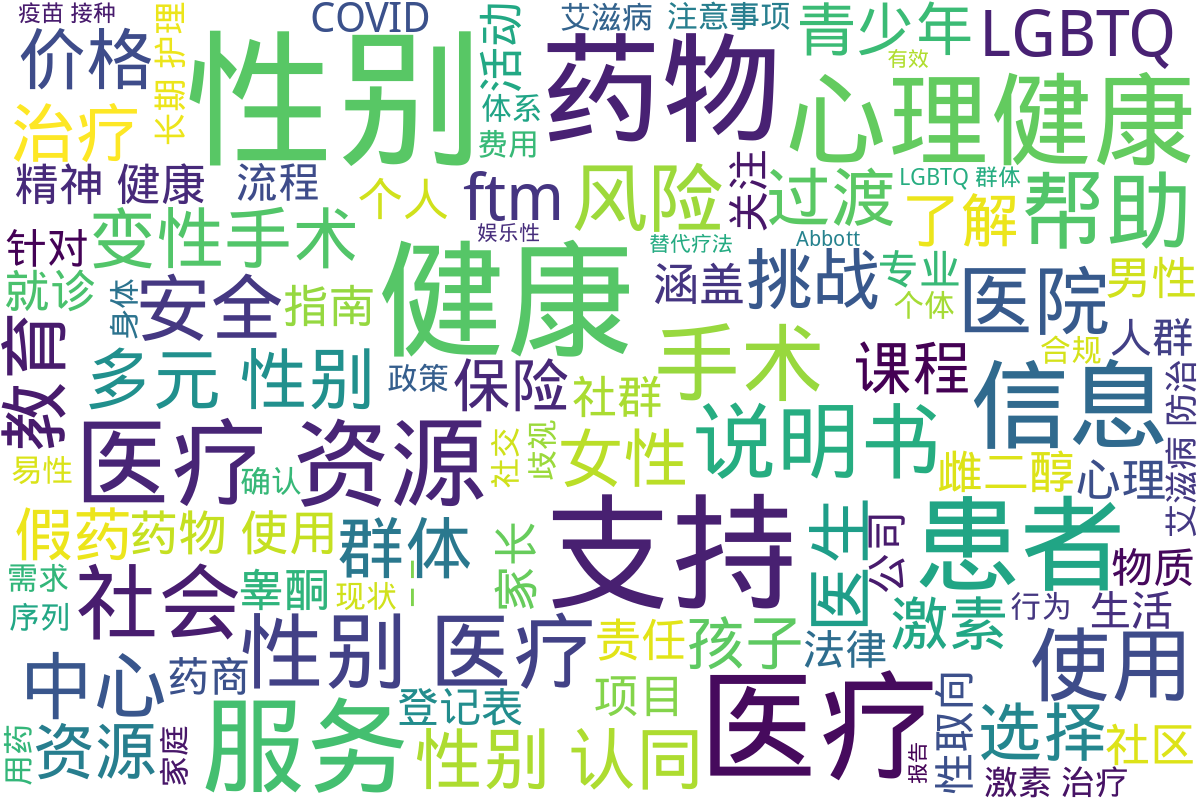 疫苗 接种
COVID
艾滋病
注意事项
青少年
LGBTQ
价格
长期 护理
性别
活动
药物
有效
心理健康
治疗
体系
费用
精神 健康
流程
个人
ftm
风险
关注
过渡
LGBTQ 群体
了解
帮助
针对
变性手术
娱乐性
替代疗法
Abbott
就诊
身体
安全
指南
健康
涵盖
挑战
专业
个体
医院
男性
教育
多元 性别
政策
保险
社群
手术
课程
合规
人群
信息
易性
医疗 资源
确认
社交
歧视
女性
说明书
雌二醇
心理
艾滋病 防治
假药
药物 使用
群体
家长
支持
医生
公司
患者
物质
需求
序列
社会
睾酮
现状
一一
激素
行为
生活
中心
药商
性别 医疗
责任
孩子
法律
使用
用药
资源
家庭
服务
登记表
性别 认同
项目
医疗
报告
性取向
选择
社区
激素 治疗